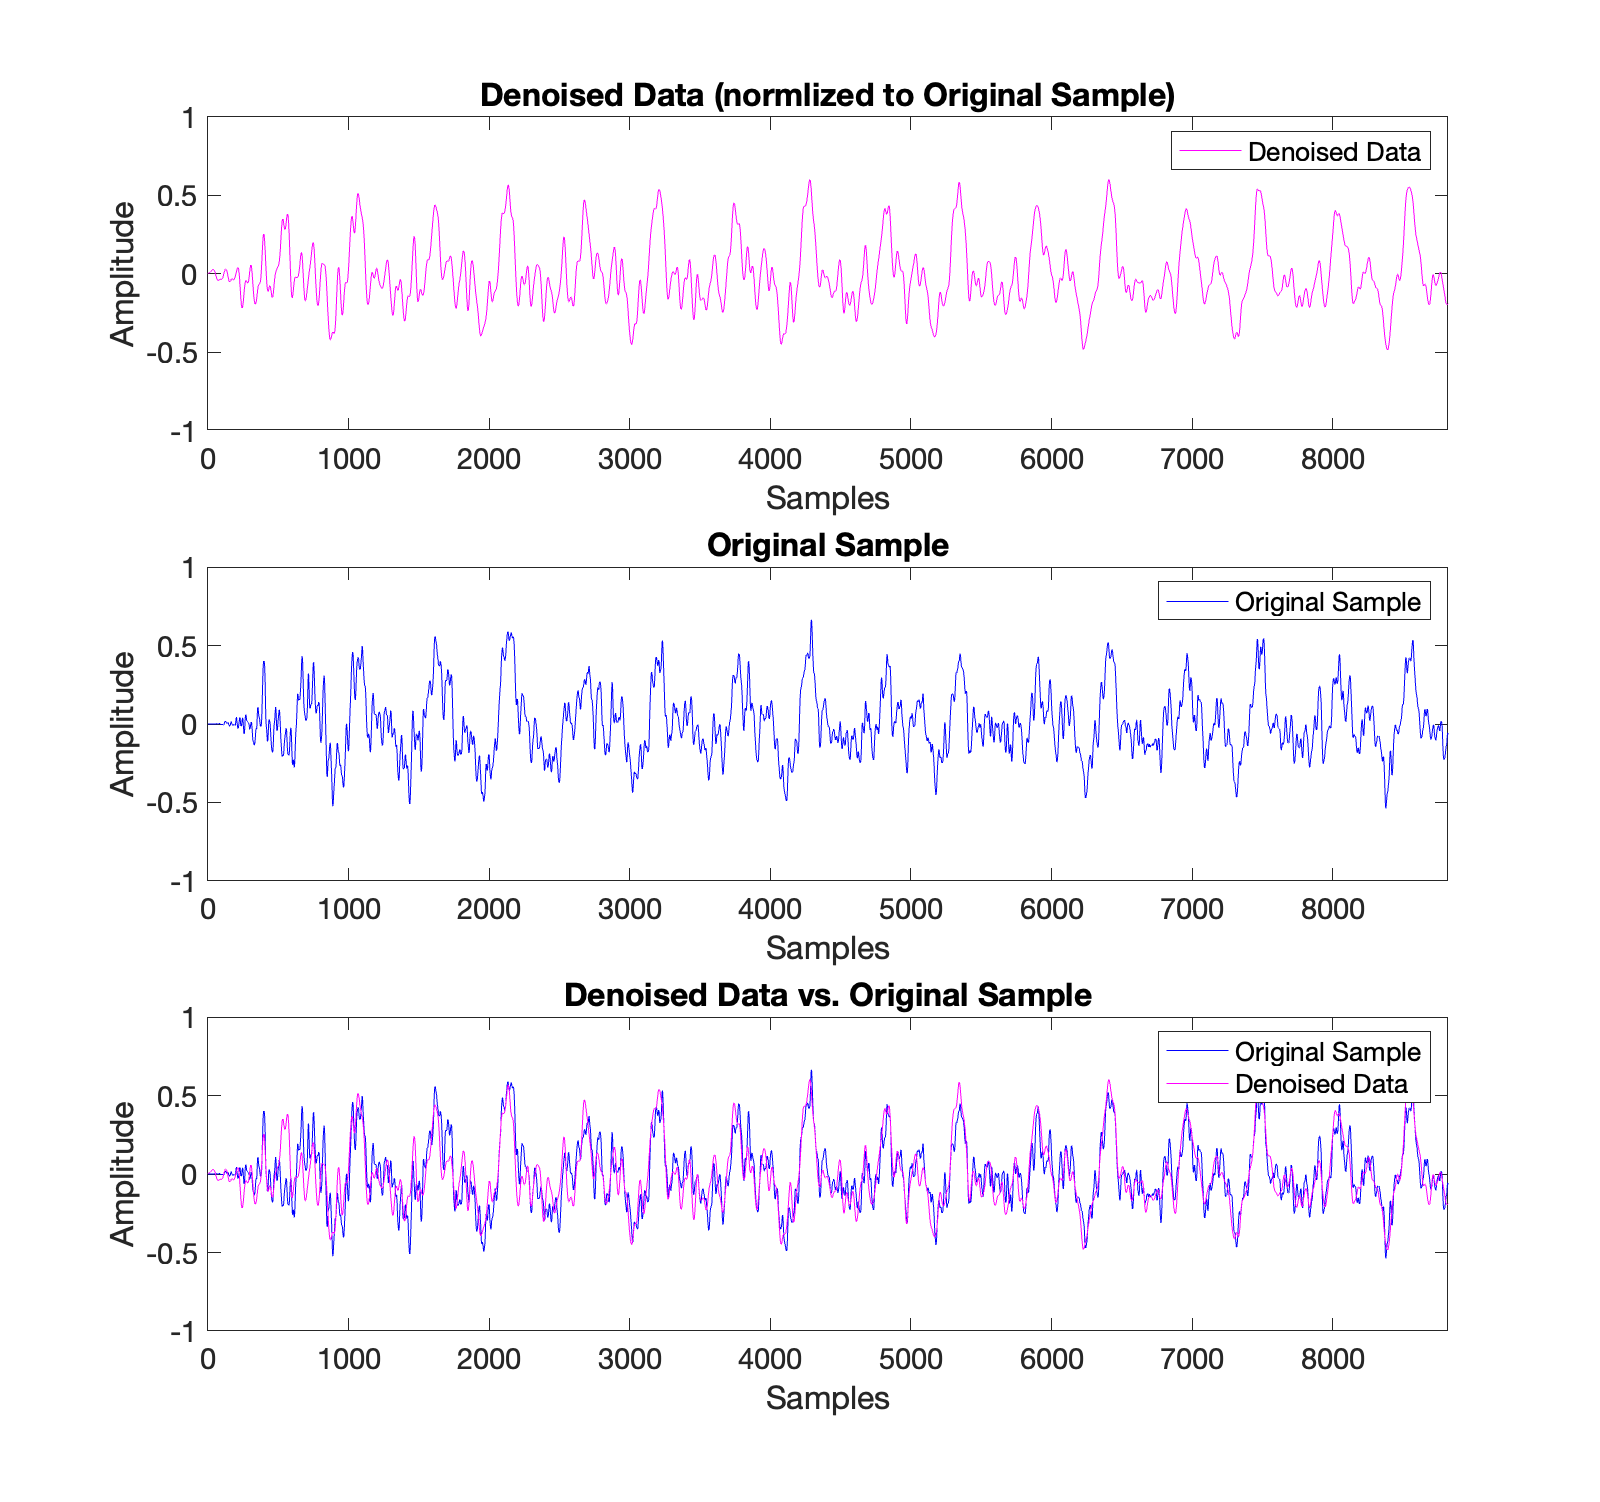 Denoised Data (normlized to Original Sample)
1
0.5
0
-0.5
-1
Amplitude
Denoised Data
0 1000 2000 3000 4000 5000 6000 7000 8000
Samples
Original Sample
1
0.5
0
-0.5
-1
Amplitude
Original Sample
0 1000 2000 3000 4000 5000 6000 7000 8000
Samples
Denoised Data vs. Original Sample
1
0.5
0
-0.5
-1
Amplitude
Original Sample
Denoised Data
0 1000 2000 3000 4000 5000 6000 7000 8000
Samples